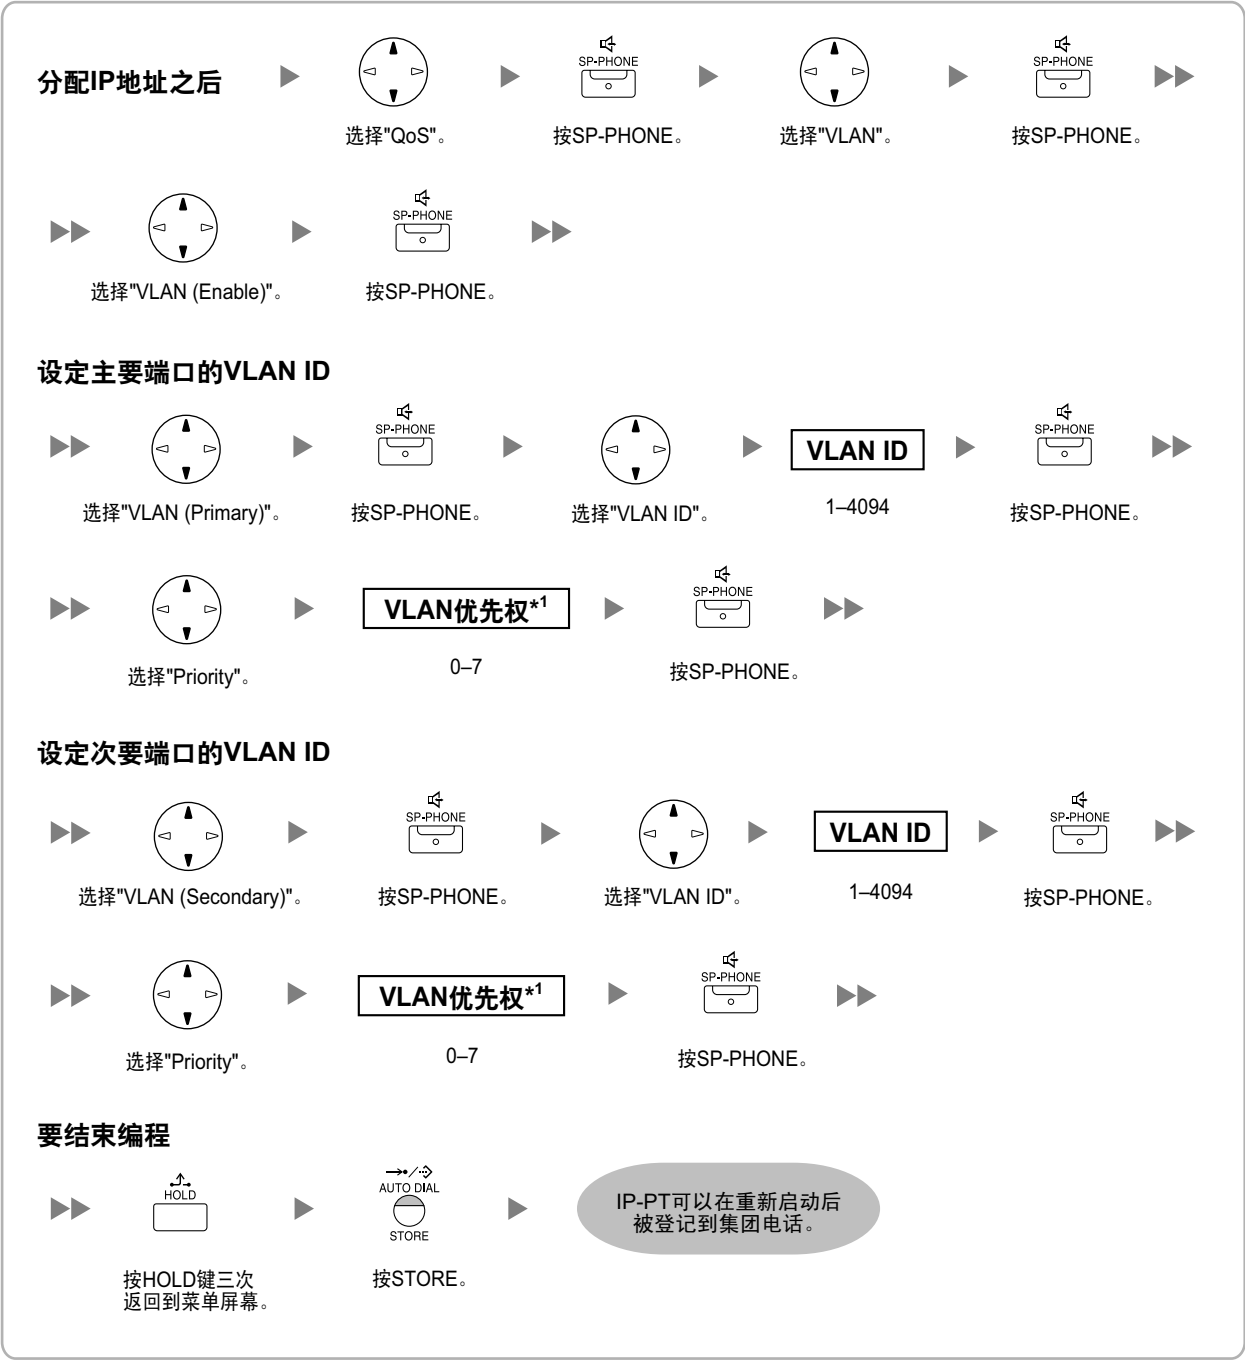 分配IP地址之后
SP-PHONE
SP-PHONE
选择"QoS"。
按SP-PHONE。
选择"VLAN"。
按SP-PHONE。
SP-PHONE
选择"VLAN (Enable)"。
按SP-PHONE。
设定主要端口的VLAN ID
SP-PHONE
VLAN ID
SP-PHONE
选择"VLAN (Primary)"。
按SP-PHONE。
选择"VLAN ID"。
1–4094
按SP-PHONE。
VLAN优先权*1
SP-PHONE
选择"Priority"。
0–7
按SP-PHONE。
设定次要端口的VLAN ID
SP-PHONE
VLAN ID
SP-PHONE
选择"VLAN (Secondary)"。
按SP-PHONE。
选择"VLAN ID"。
1–4094
按SP-PHONE。
VLAN优先权*1
SP-PHONE
选择"Priority"。
0–7
按SP-PHONE。
要结束编程
HOLD
AUTO DIAL
STORE
IP-PT可以在重新启动后
被登记到集团电话。
按HOLD键三次
返回到菜单屏幕。
按STORE。